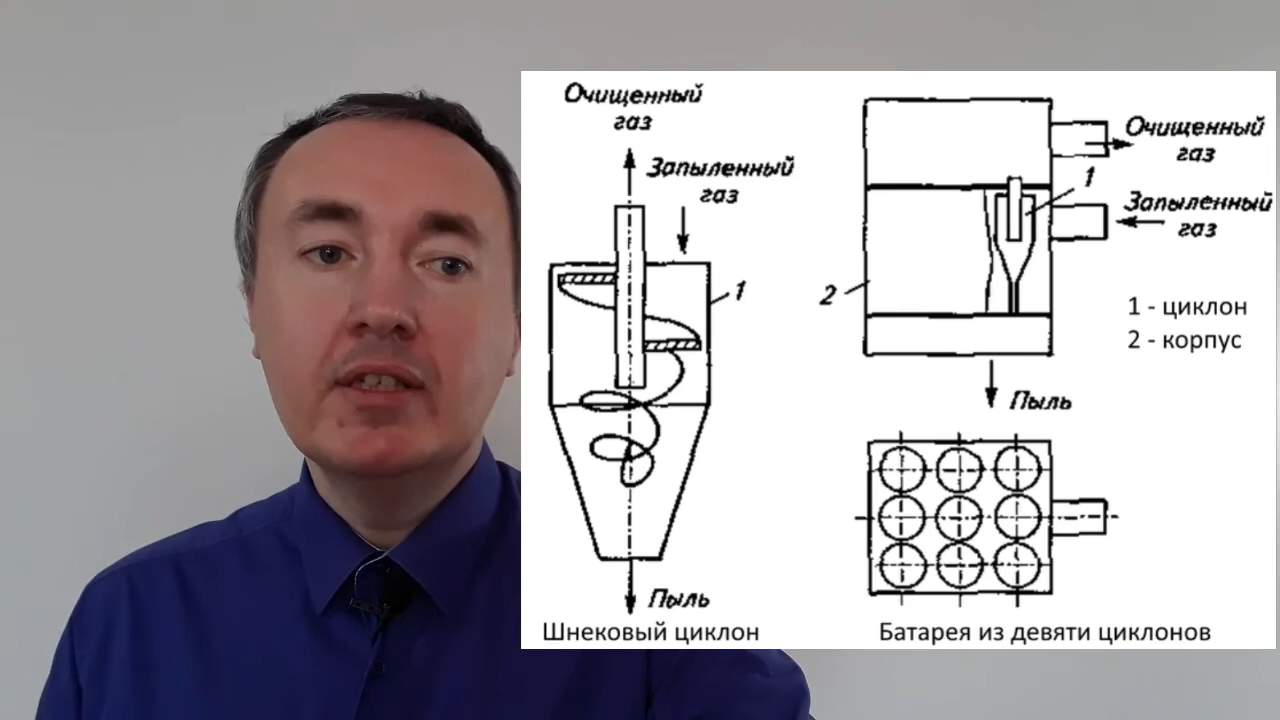 Очищенный
газ
Запыленный
газ
1
Пыль
Шнековый циклон
Очищенный
газ
1
Запыленный
газ
2
1 - циклон
2 - корпус
Пыль
Батарея из девяти циклонов